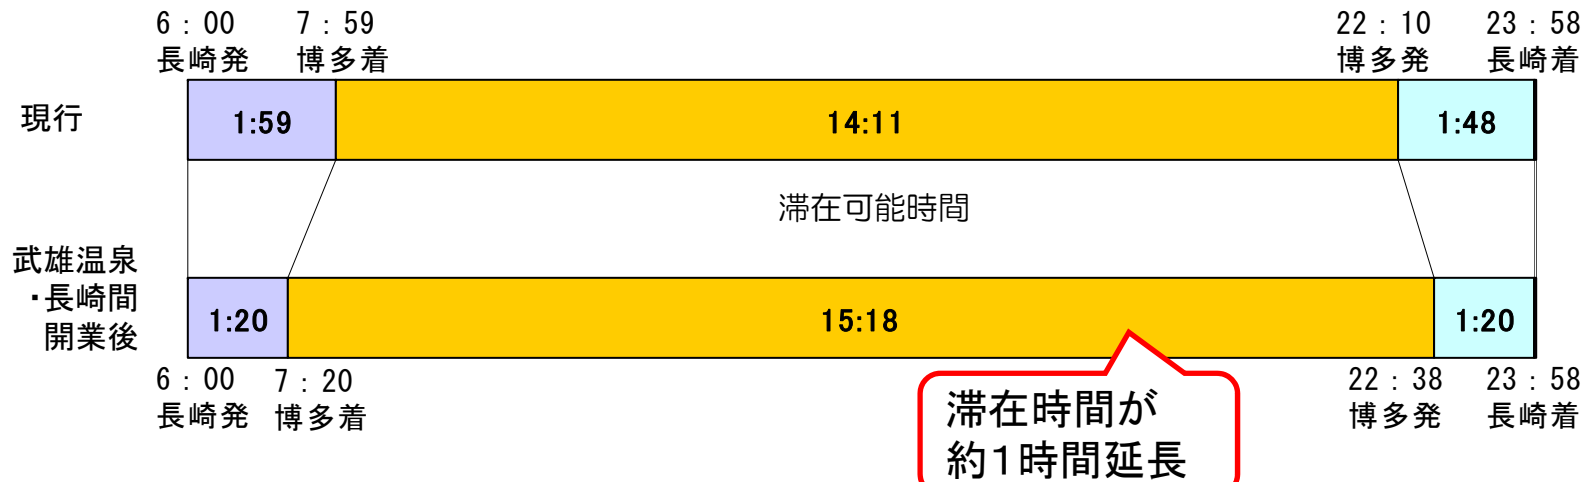 6：00 7：59 22：10 23：58
長崎発 博多着 博多発 長崎着
現行 1:59 14:11 1:48
滞在可能時間
武雄温泉
・長崎間
開業後
1:20 15:18 1:20
6：00 7：20 22：38 23：58
長崎発 博多着 博多発 長崎着
滞在時間が
約1時間延長